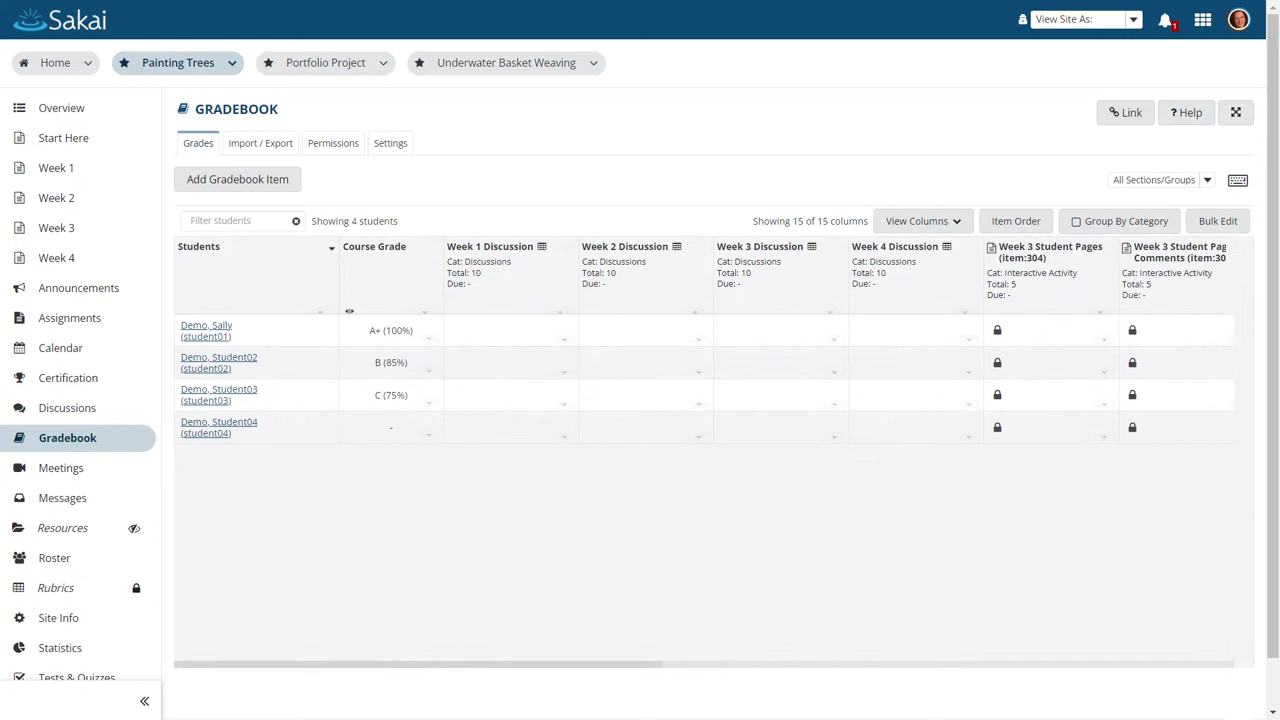 Sakai
View Site As:
1
Home
Painting Trees
Portfolio Project
Underwater Basket Weaving
Overview
Start Here
Week 1
Week 2
Week 3
Week 4
Announcements
Assignments
Calendar
Certification
Discussions
Gradebook
Meetings
Messages
Resources
Roster
Rubrics
Site Info
Statistics
Tests & Quizzes
GRADEBOOK
Link
? Help
Grades
Import / Export
Permissions
Settings
Add Gradebook Item
All Sections/Groups
Filter students
Showing 4 students
Showing 15 of 15 columns
View Columns
Item Order
Group By Category
Bulk Edit
Students
Course Grade
Week 1 Discussion
Cat: Discussions
Total: 10
Due: -
Week 2 Discussion
Cat: Discussions
Total: 10
Due: -
Week 3 Discussion
Cat: Discussions
Total: 10
Due: -
Week 4 Discussion
Cat: Discussions
Total: 10
Due: -
Week 3 Student Pages
(item:304)
Cat: Interactive Activity
Total: 5
Due: -
Week 3 Student Pag
Comments (item:30
Cat: Interactive Activity
Total: 5
Due: -
Demo, Sally
(student01)
A+ (100%)
Demo, Student02
(student02)
B (85%)
Demo, Student03
(student03)
C (75%)
Demo, Student04
(student04)
-